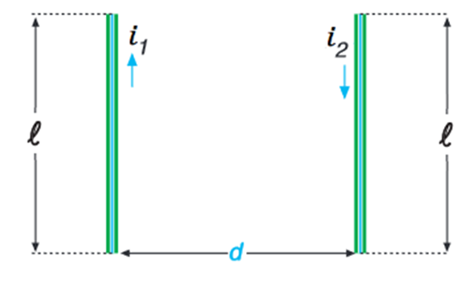 i₁ i₂
ℓ ℓ
d